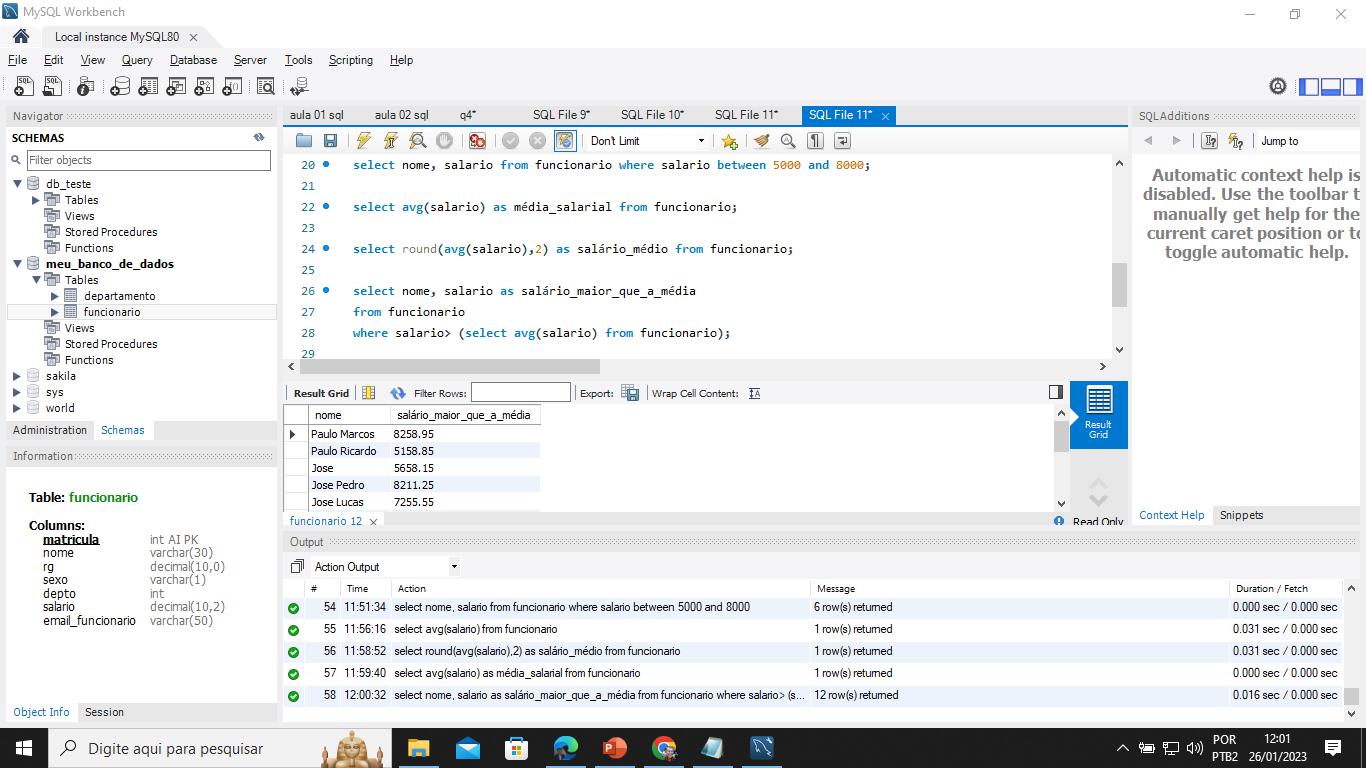 MySQL Workbench
Local instance MySQL80
File Edit View Query Database Server Tools Scripting Help
Navigator
SCHEMAS
Filter objects
db_teste
Tables
Views
Stored Procedures
Functions
meu_banco_de_dados
Tables
departamento
funcionario
Views
Stored Procedures
Functions
sakila
sys
world
Administration Schemas
Information
Table: funcionario
Columns:
matricula int AI PK
nome varchar(30)
rg decimal(10,0)
sexo varchar(1)
depto int
salario decimal(10,2)
email_funcionario varchar(50)
Object Info Session
aula 01 sql aula 02 sql q4* SQL File 9* SQL File 10* SQL File 11* SQL File 11*
Don't Limit
20 select nome, salario from funcionario where salario between 5000 and 8000;
21
22 select avg(salario) as média_salarial from funcionario;
23
24 select round(avg(salario),2) as salário_médio from funcionario;
25
26 select nome, salario as salário_maior_que_a_média
27 from funcionario
28 where salario> (select avg(salario) from funcionario);
29
Result Grid Filter Rows: Export: Wrap Cell Content:
nome salário_maior_que_a_média
Paulo Marcos 8258.95
Paulo Ricardo 5158.85
Jose 5658.15
Jose Pedro 8211.25
Jose Lucas 7255.55
Result
Grid
funcionario 12
Read Only
SQLAdditions
Jump to
Automatic context help is
disabled. Use the toolbar t
manually get help for the
current caret position or to
toggle automatic help.
Context Help Snippets
Output
Action Output
# Time Action Message Duration / Fetch
54 11:51:34 select nome, salario from funcionario where salario between 5000 and 8000 6 row(s) returned 0.000 sec / 0.000 sec
55 11:56:16 select avg(salario) from funcionario 1 row(s) returned 0.031 sec / 0.000 sec
56 11:58:52 select round(avg(salario),2) as salário_médio from funcionario 1 row(s) returned 0.031 sec / 0.000 sec
57 11:59:40 select avg(salario) as média_salarial from funcionario 1 row(s) returned 0.000 sec / 0.000 sec
58 12:00:32 select nome, salario as salário_maior_que_a_média from funcionario where salario> (s... 12 row(s) returned 0.016 sec / 0.000 sec
Digite aqui para pesquisar
POR
PTB2
12:01
26/01/2023